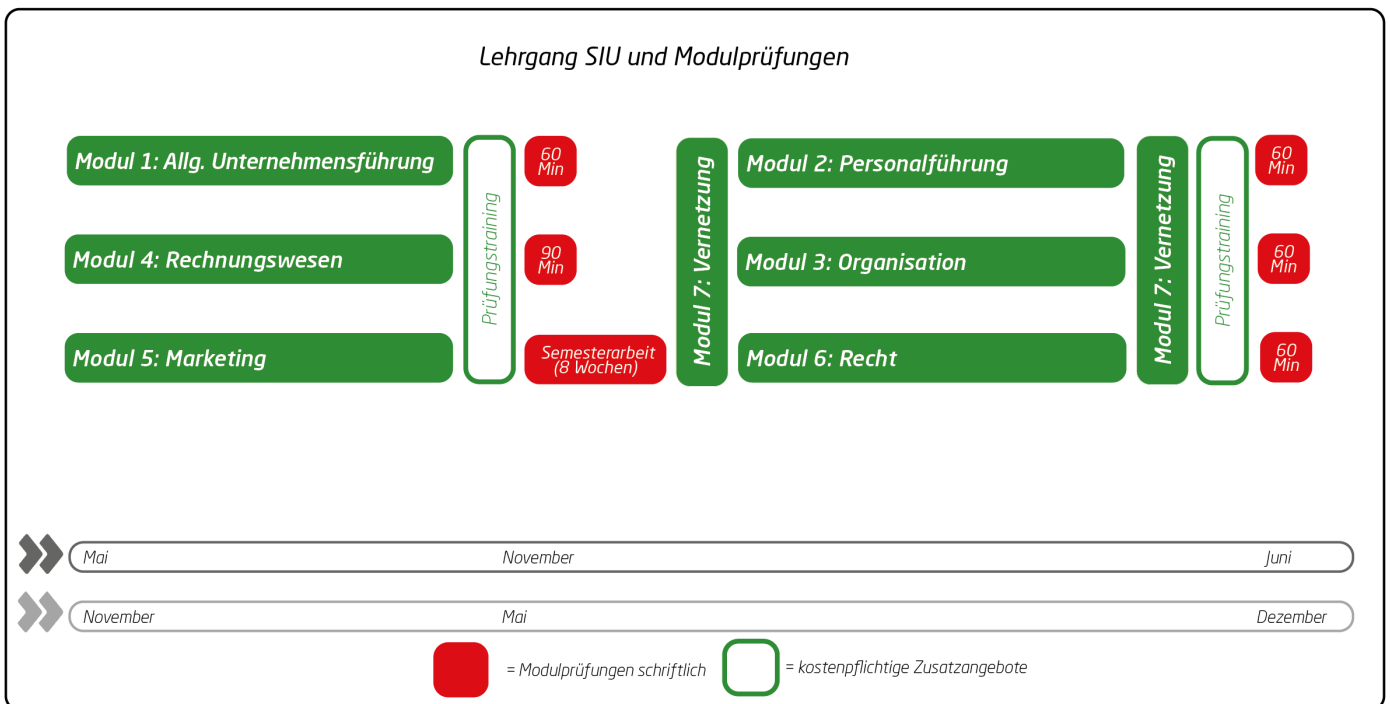 Lehrgang SIU und Modulprüfungen
Modul 1: Allg. Unternehmensführung
Modul 4: Rechnungswesen
Modul 5: Marketing
Prüfungstraining
60
Min
90
Min
Semesterarbeit
(8 Wochen)
Modul 7: Vernetzung
Modul 2: Personalführung
Modul 3: Organisation
Modul 6: Recht
Modul 7: Vernetzung
Prüfungstraining
60
Min
60
Min
60
Min
Mai November Juni
November Mai Dezember
= Modulprüfungen schriftlich
= kostenpflichtige Zusatzangebote